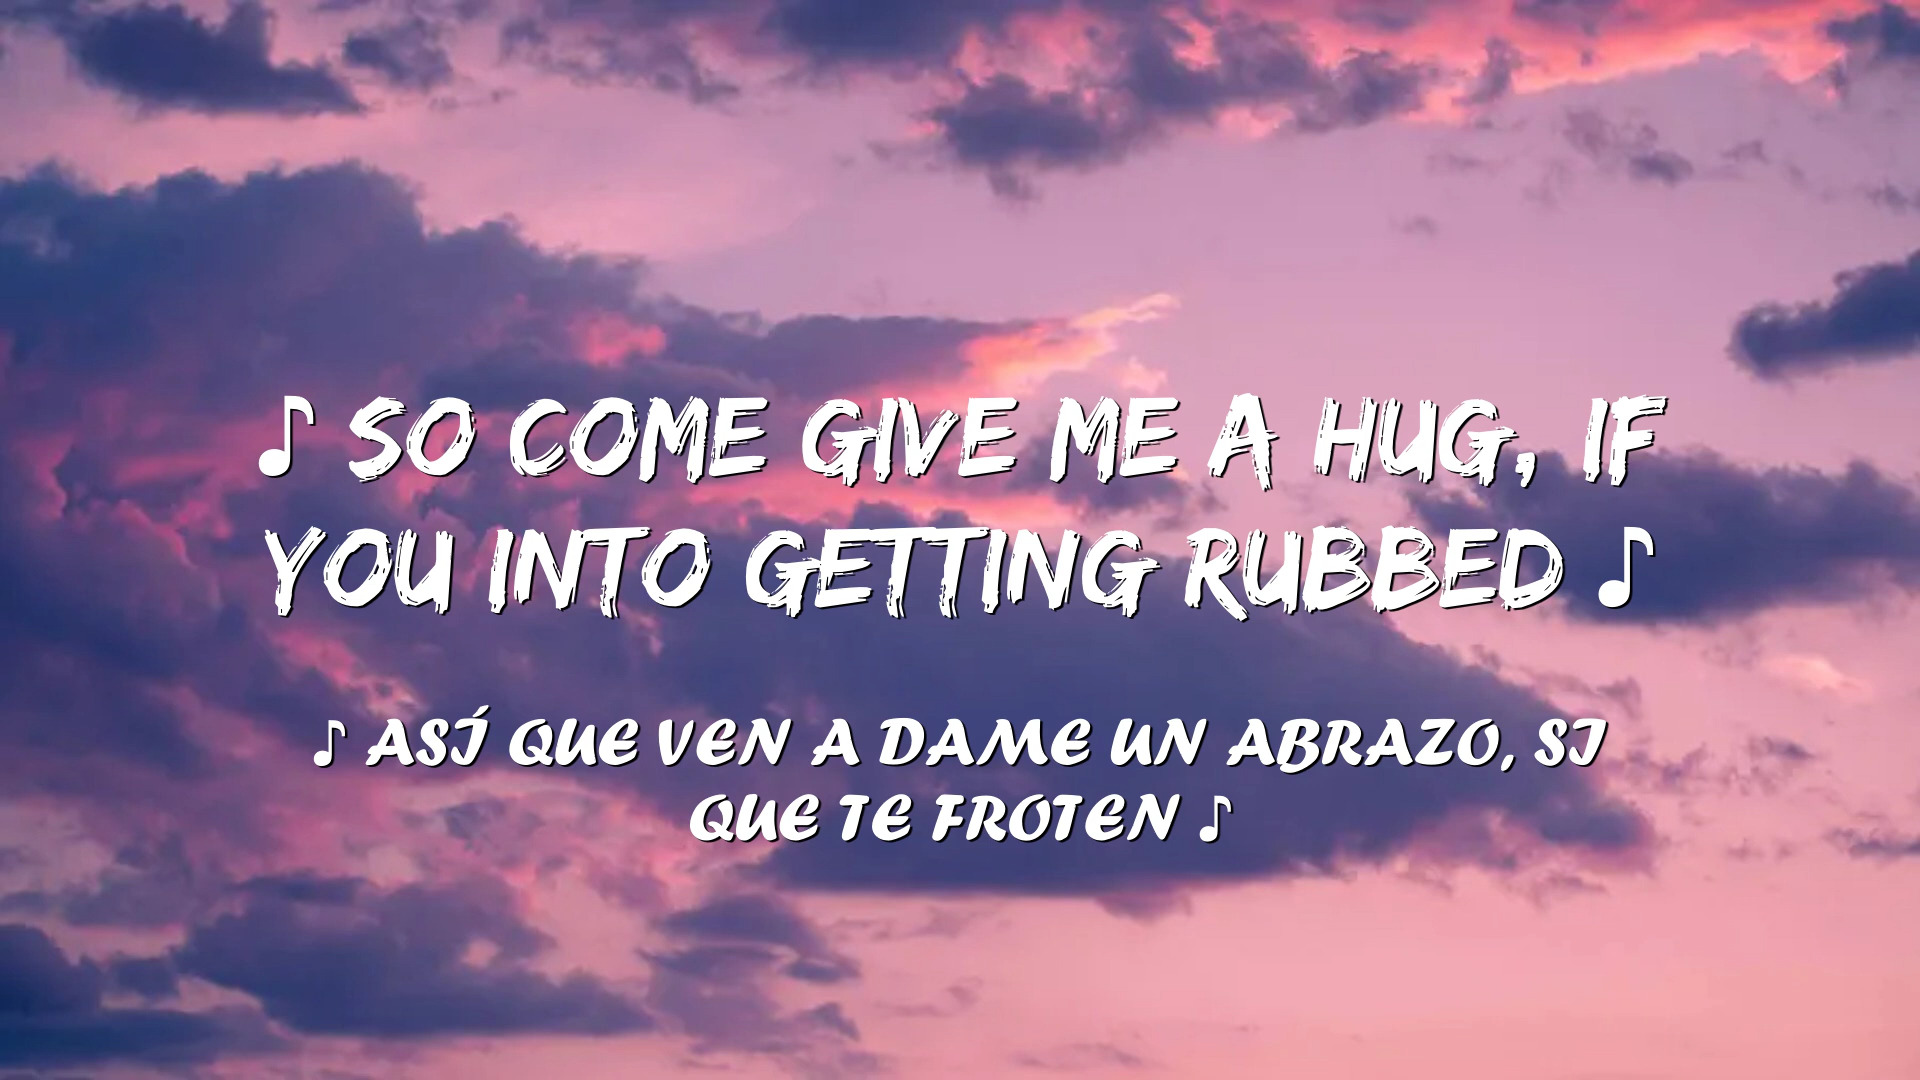 ♪ SO COME GIVE ME A HUG, IF
YOU INTO GETTING RUBBED ♪
♪ ASÍ QUE VEN A DAME UN ABRAZO, SI
QUE TE FROTEN ♪